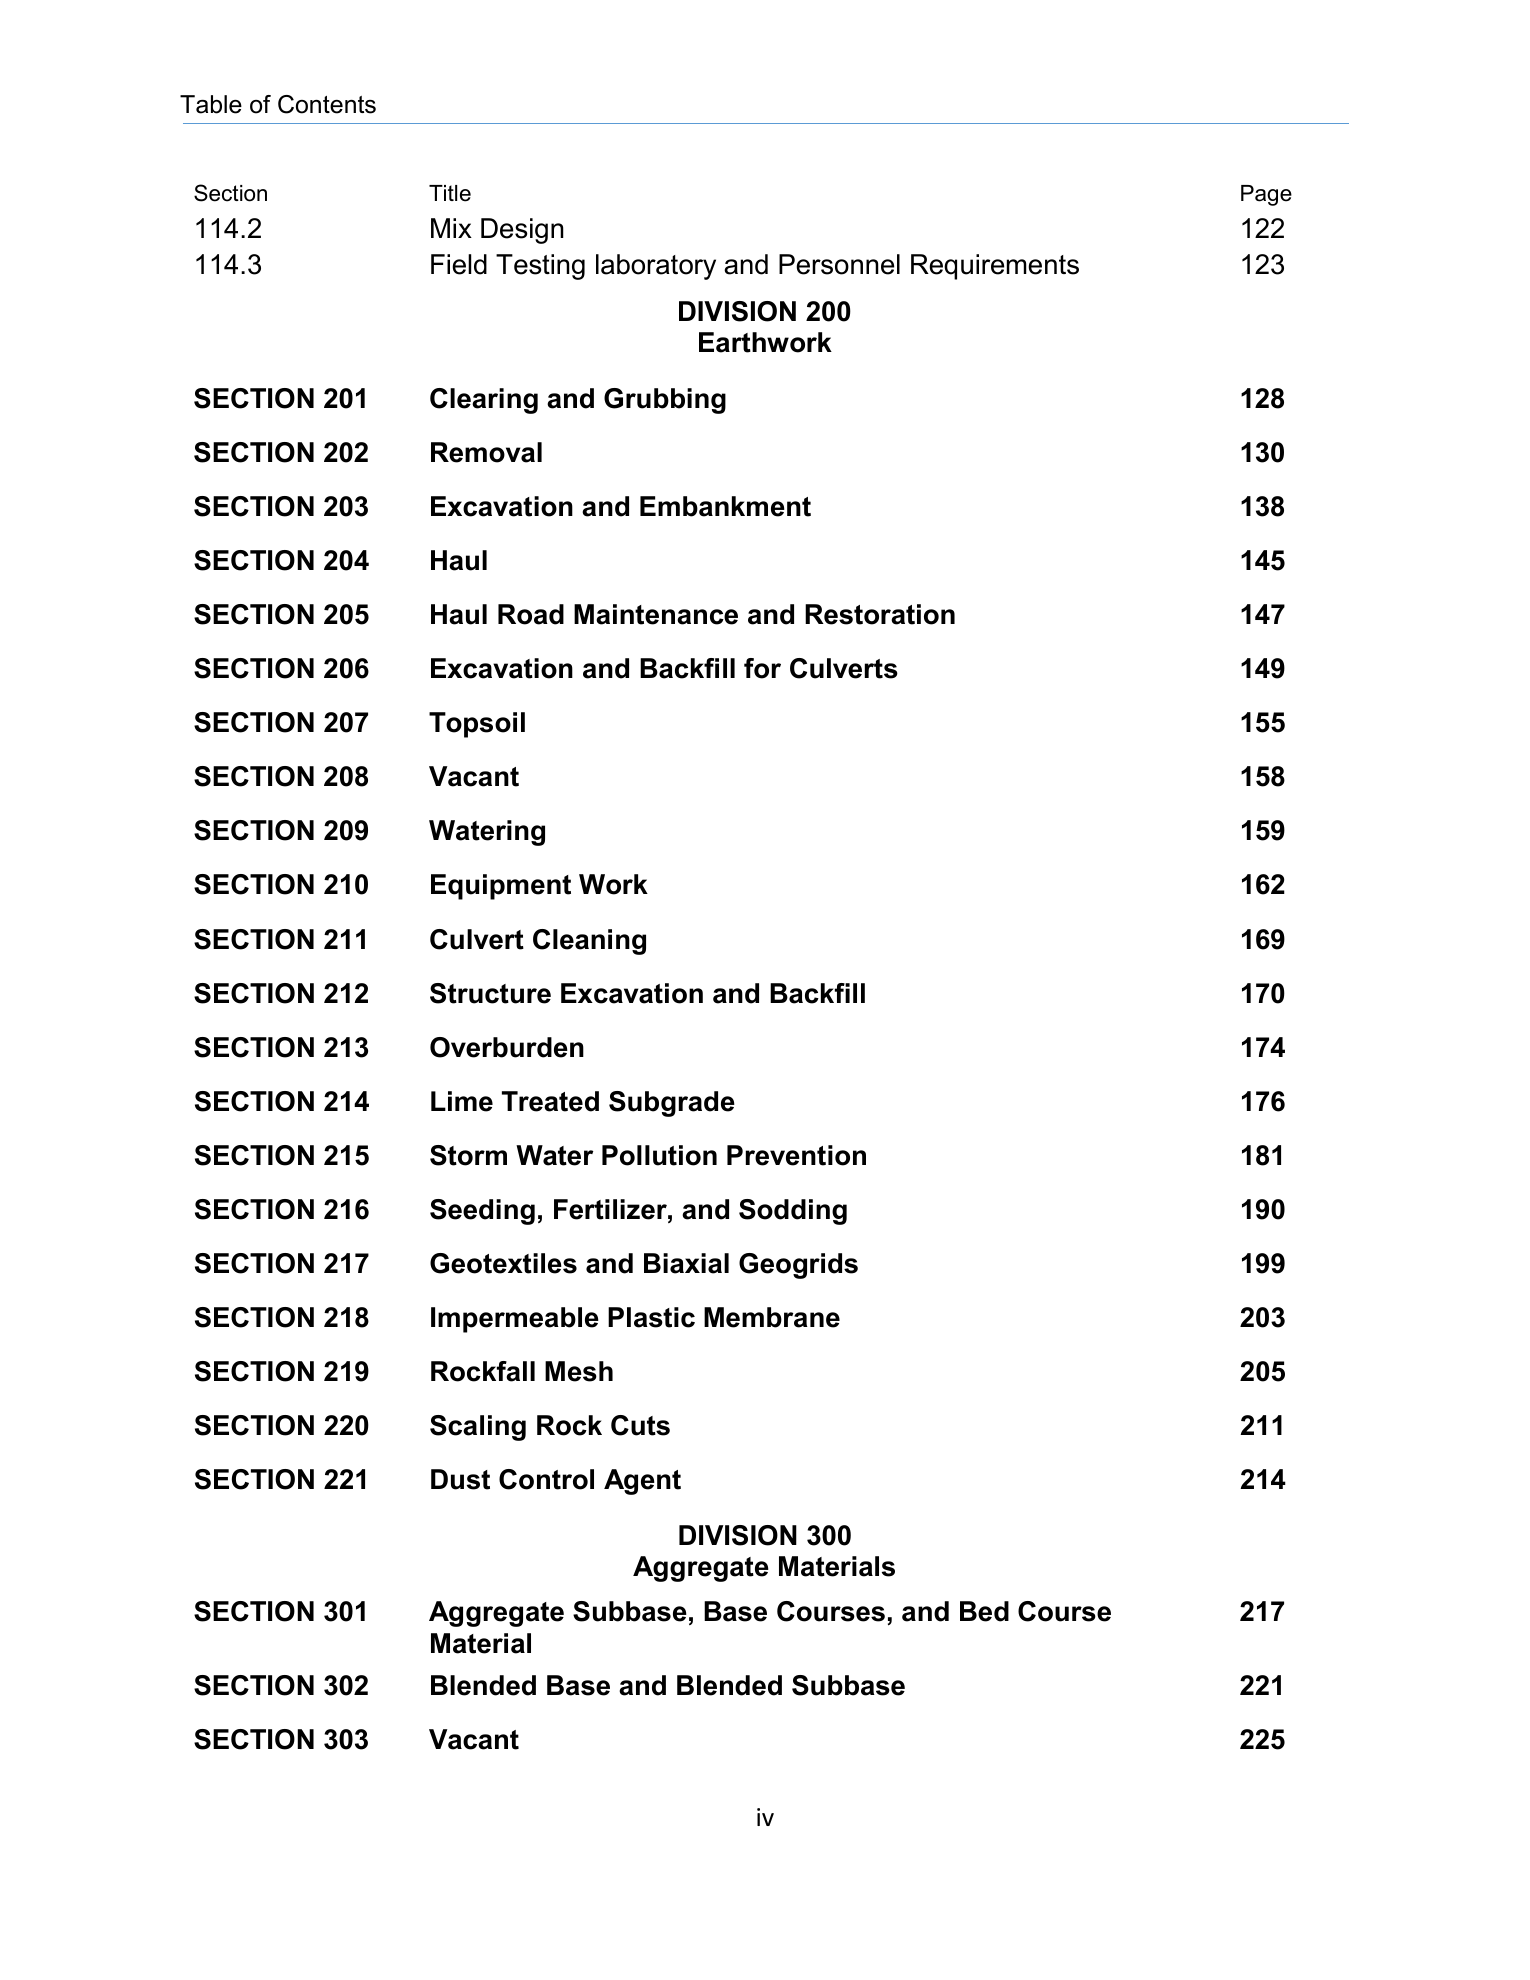 Table of Contents
Section Title Page
114.2 Mix Design 122
114.3 Field Testing laboratory and Personnel Requirements 123
DIVISION 200
Earthwork
SECTION 201 Clearing and Grubbing 128
SECTION 202 Removal 130
SECTION 203 Excavation and Embankment 138
SECTION 204 Haul 145
SECTION 205 Haul Road Maintenance and Restoration 147
SECTION 206 Excavation and Backfill for Culverts 149
SECTION 207 Topsoil 155
SECTION 208 Vacant 158
SECTION 209 Watering 159
SECTION 210 Equipment Work 162
SECTION 211 Culvert Cleaning 169
SECTION 212 Structure Excavation and Backfill 170
SECTION 213 Overburden 174
SECTION 214 Lime Treated Subgrade 176
SECTION 215 Storm Water Pollution Prevention 181
SECTION 216 Seeding, Fertilizer, and Sodding 190
SECTION 217 Geotextiles and Biaxial Geogrids 199
SECTION 218 Impermeable Plastic Membrane 203
SECTION 219 Rockfall Mesh 205
SECTION 220 Scaling Rock Cuts 211
SECTION 221 Dust Control Agent 214
DIVISION 300
Aggregate Materials
SECTION 301 Aggregate Subbase, Base Courses, and Bed Course 217
Material
SECTION 302 Blended Base and Blended Subbase 221
SECTION 303 Vacant 225
iv